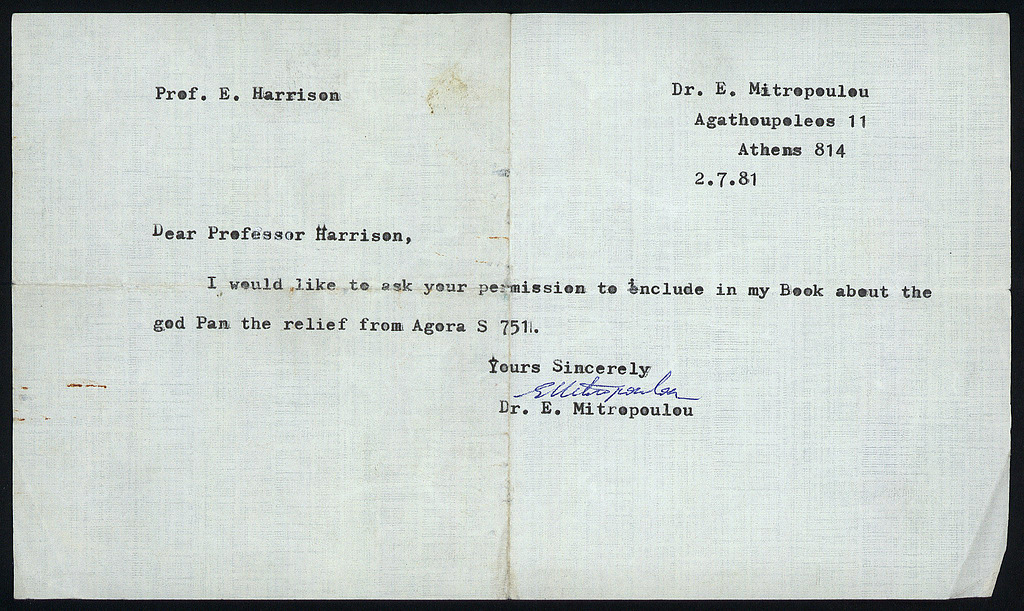 Prof. E. Harrison
Dr. E. Mitropoulou
Agathoupoleos 11
Athens 814
2.7.81
Dear Professor Harrison,
I would like to ask your permission to include in my Book about the
god Pan the relief from Agora S 751.
Yours Sincerely
EMitropoulou
Dr. E. Mitropoulou